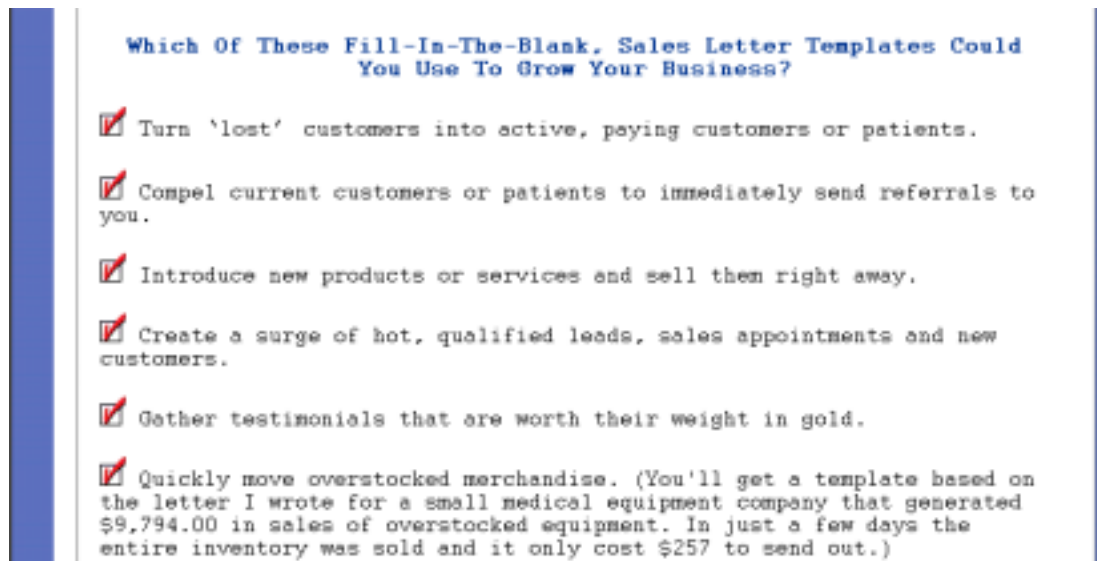 Which Of These Fill-In-The-Blank, Sales Letter Templates Could
You Use To Grow Your Business?
Turn `lost' customers into active, paying customers or patients.
Compel current customers or patients to immediately send referrals to
you.
Introduce new products or services and sell them right away.
Create a surge of hot, qualified leads, sales appointments and new
customers.
Gather testimonials that are worth their weight in gold.
Quickly move overstocked merchandise. (You'll get a template based on
the letter I wrote for a small medical equipment company that generated
$9,794.00 in sales of overstocked equipment. In just a few days the
entire inventory was sold and it only cost $257 to send out.)